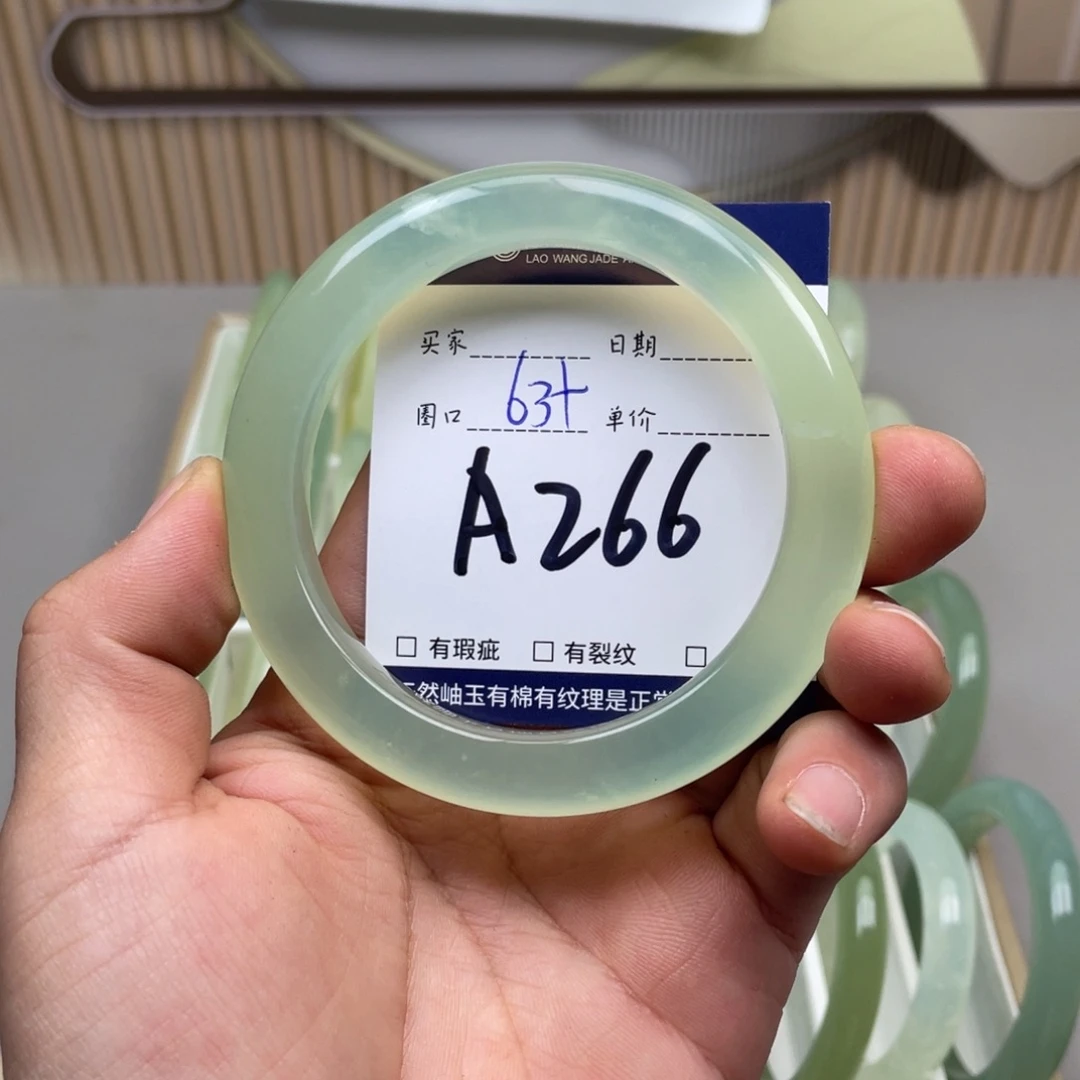 LAO WANG JADE
买家 日期
圈口 63+ 单价
A266
□ 有瑕疵 □ 有裂纹 □
然岫玉有棉有纹理是正常